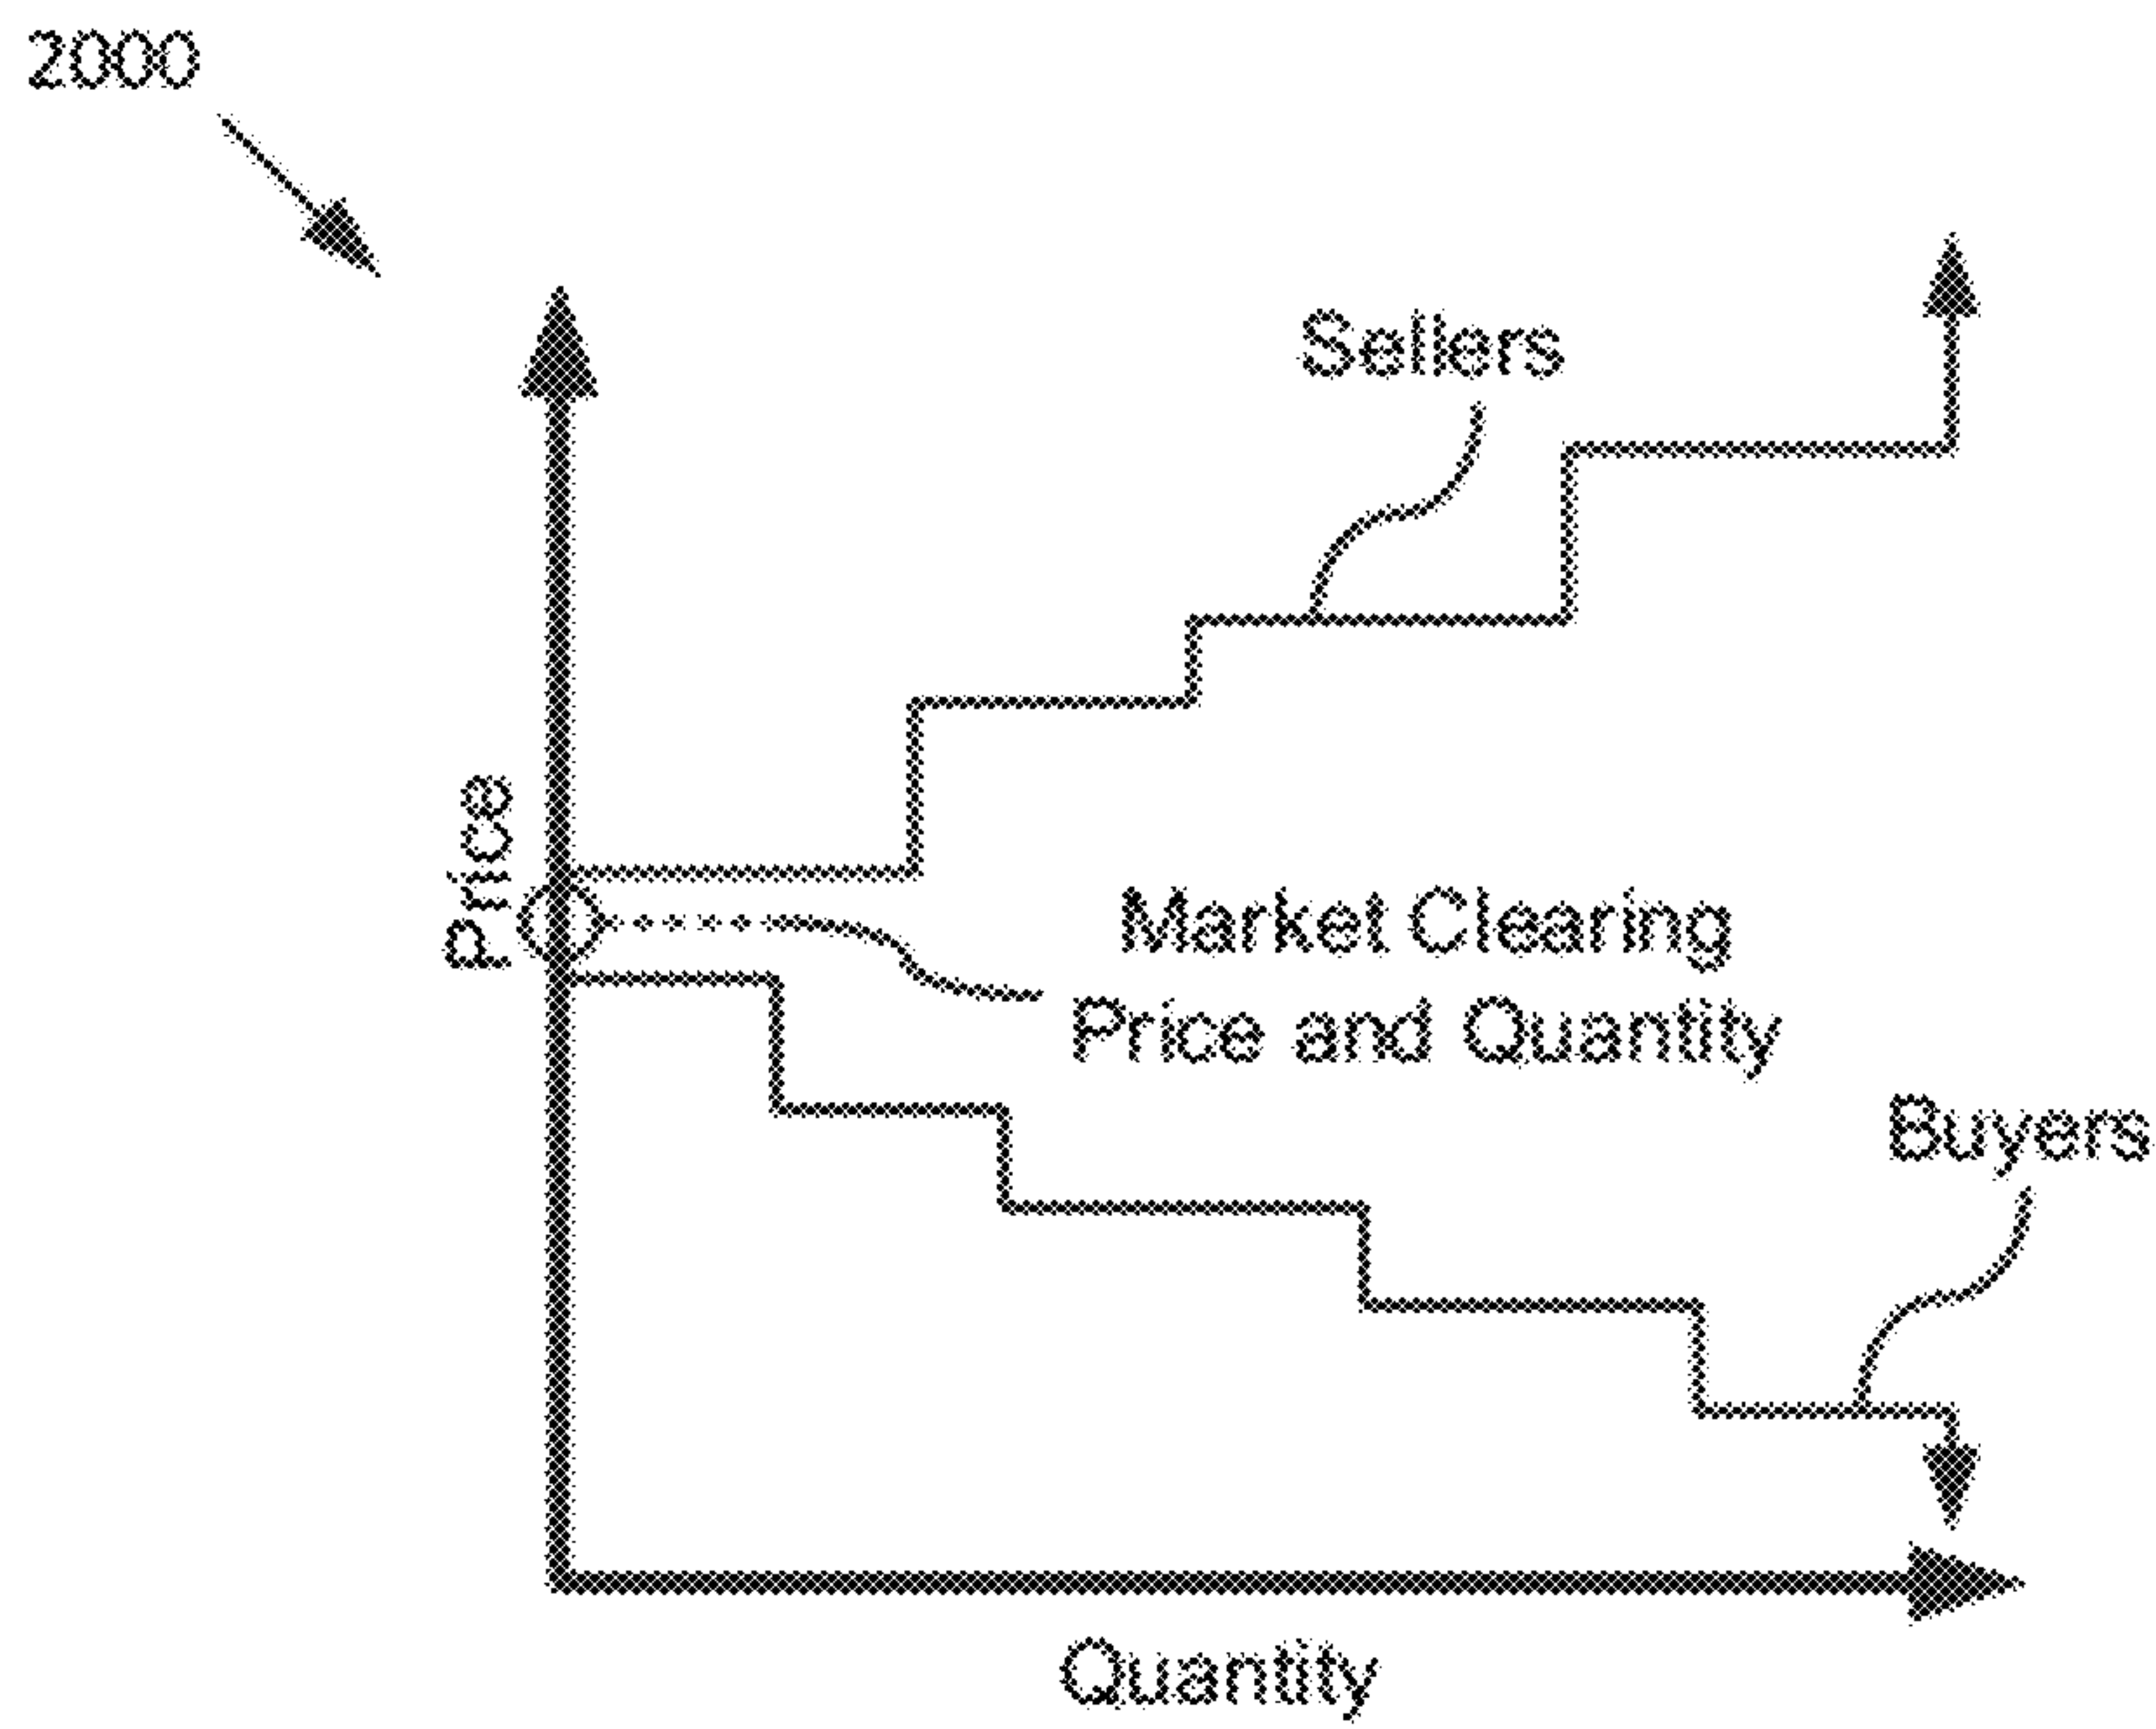 2000
Sellers
Price
Market Clearing
Price and Quantity
Buyers
Quantity